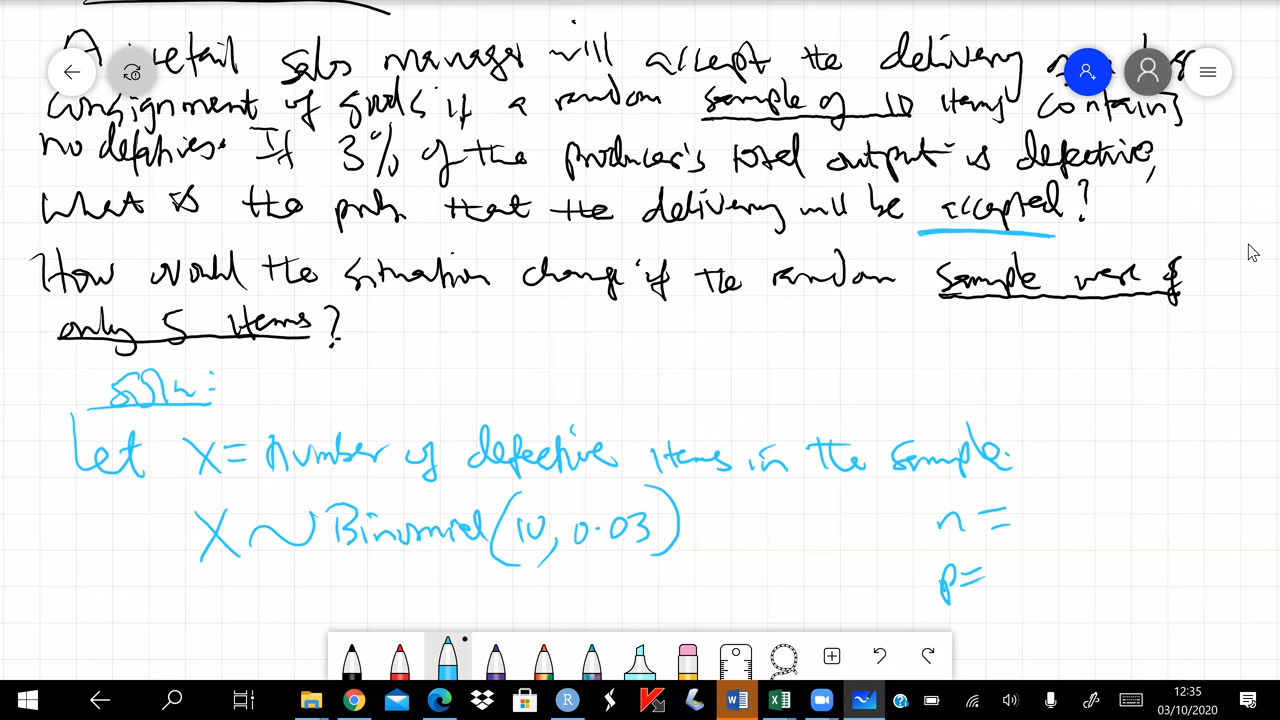 A retail sales manager will accept the delivery
consignment of goods if a random sample of 10 items contains
no defectives. If 3% of the producer's total output is defective,
What is the prob that the delivery will be accepted?
How would the situation change if the random sample were of
only 5 items?
Soln:
Let X = number of defective items in the sample.
X ~ Binomial (10, 0.03)
n =
p =
12:35
03/10/2020